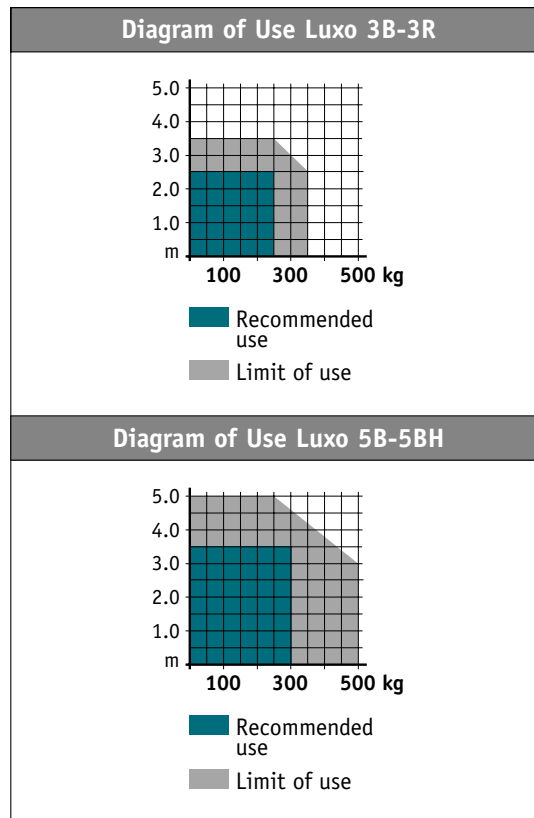 Diagram of Use Luxo 3B-3R
5.0
4.0
3.0
2.0
1.0
m
100 300 500 kg
Recommended
use
Limit of use
Diagram of Use Luxo 5B-5BH
5.0
4.0
3.0
2.0
1.0
m
100 300 500 kg
Recommended
use
Limit of use